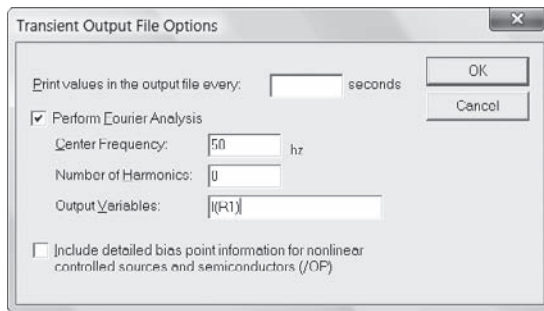 Transient Output File Options
Print values in the output file every: seconds
OK
Cancel
Perform Fourier Analysis
Center Frequency: 50 hz
Number of Harmonics: 0
Output Variables: I(R1)
Include detailed bias point information for nonlinear
controlled sources and semiconductors (/OP)